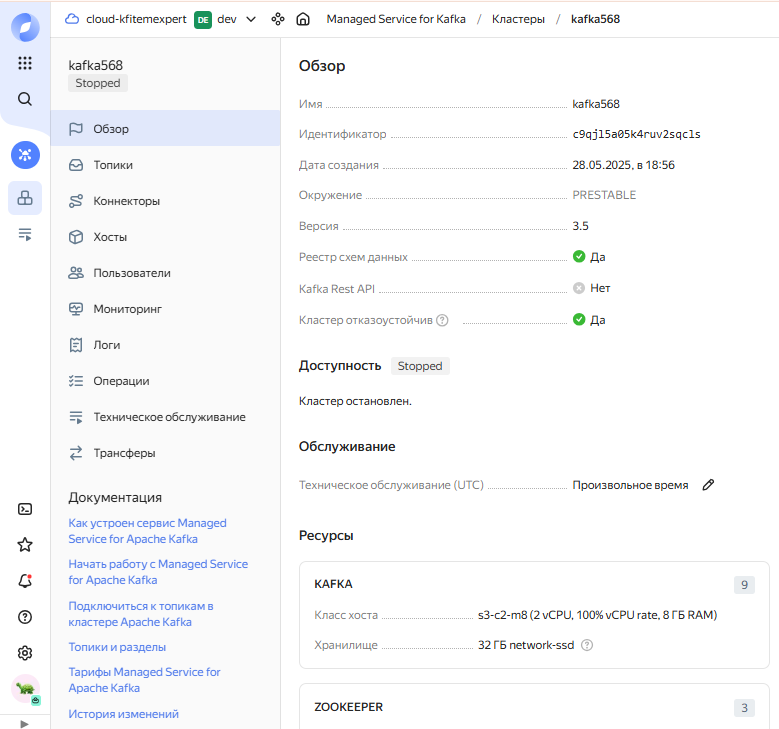 cloud-kfitemexpert DE dev Managed Service for Kafka / Кластеры / kafka568
kafka568
Stopped
Обзор
Топики
Коннекторы
Хосты
Пользователи
Мониторинг
Логи
Операции
Техническое обслуживание
Трансферы
Документация
Как устроен сервис Managed
Service for Apache Kafka
Начать работу с Managed Service
for Apache Kafka
Подключиться к топикам в
кластере Apache Kafka
Топики и разделы
Тарифы Managed Service for
Apache Kafka
История изменений
Обзор
Имя kafka568
Идентификатор c9qjl5a05k4ruv2sqcls
Дата создания 28.05.2025, в 18:56
Окружение PRESTABLE
Версия 3.5
Реестр схем данных Да
Kafka Rest API Нет
Кластер отказоустойчив ? Да
Доступность Stopped
Кластер остановлен.
Обслуживание
Техническое обслуживание (UTC) Произвольное время
Ресурсы
KAFKA 9
Класс хоста s3-c2-m8 (2 vCPU, 100% vCPU rate, 8 ГБ RAM)
Хранилище 32 ГБ network-ssd ?
ZOOKEEPER 3